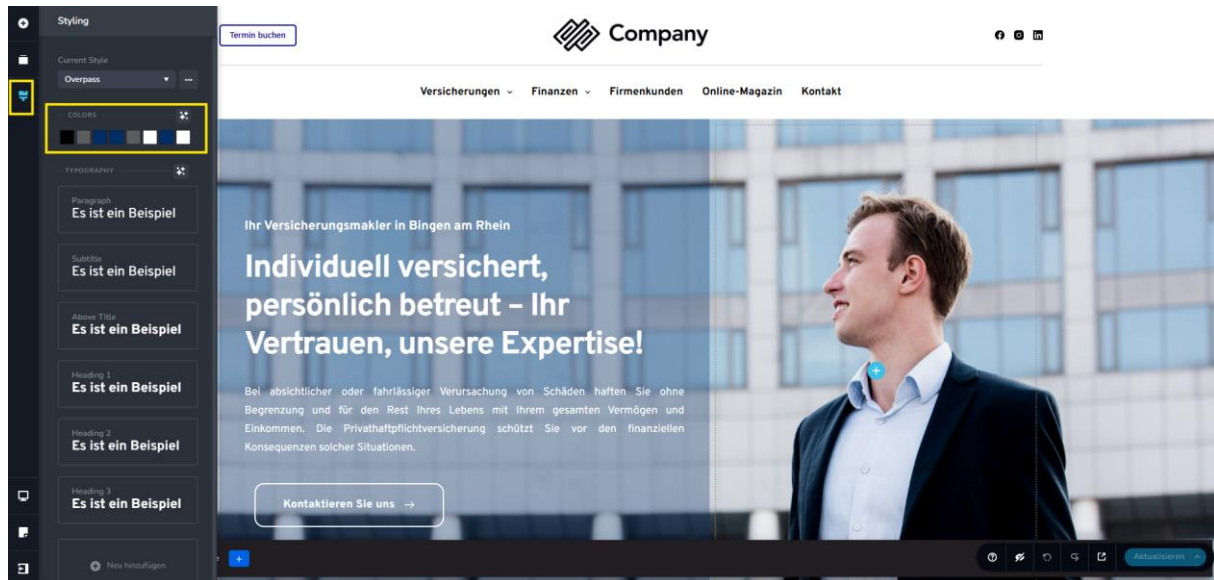 Styling
Current Style
Overpass
COLORS
TYPOGRAPHY
Paragraph
Es ist ein Beispiel
Subtitle
Es ist ein Beispiel
Above Title
Es ist ein Beispiel
Heading 1
Es ist ein Beispiel
Heading 2
Es ist ein Beispiel
Heading 3
Es ist ein Beispiel
Neu hinzufügen
Termin buchen
Company
Versicherungen
Finanzen
Firmenkunden
Online-Magazin
Kontakt
Ihr Versicherungsmakler in Bingen am Rhein
Individuell versichert,
persönlich betreut – Ihr
Vertrauen, unsere Expertise!
Bei absichtlicher oder fahrlässiger Verursachung von Schäden haften Sie ohne
Begrenzung und für den Rest Ihres Lebens mit Ihrem gesamten Vermögen und
Einkommen. Die Privathaftpflichtversicherung schützt Sie vor den finanziellen
Konsequenzen solcher Situationen.
Kontaktieren Sie uns →
Aktualisieren